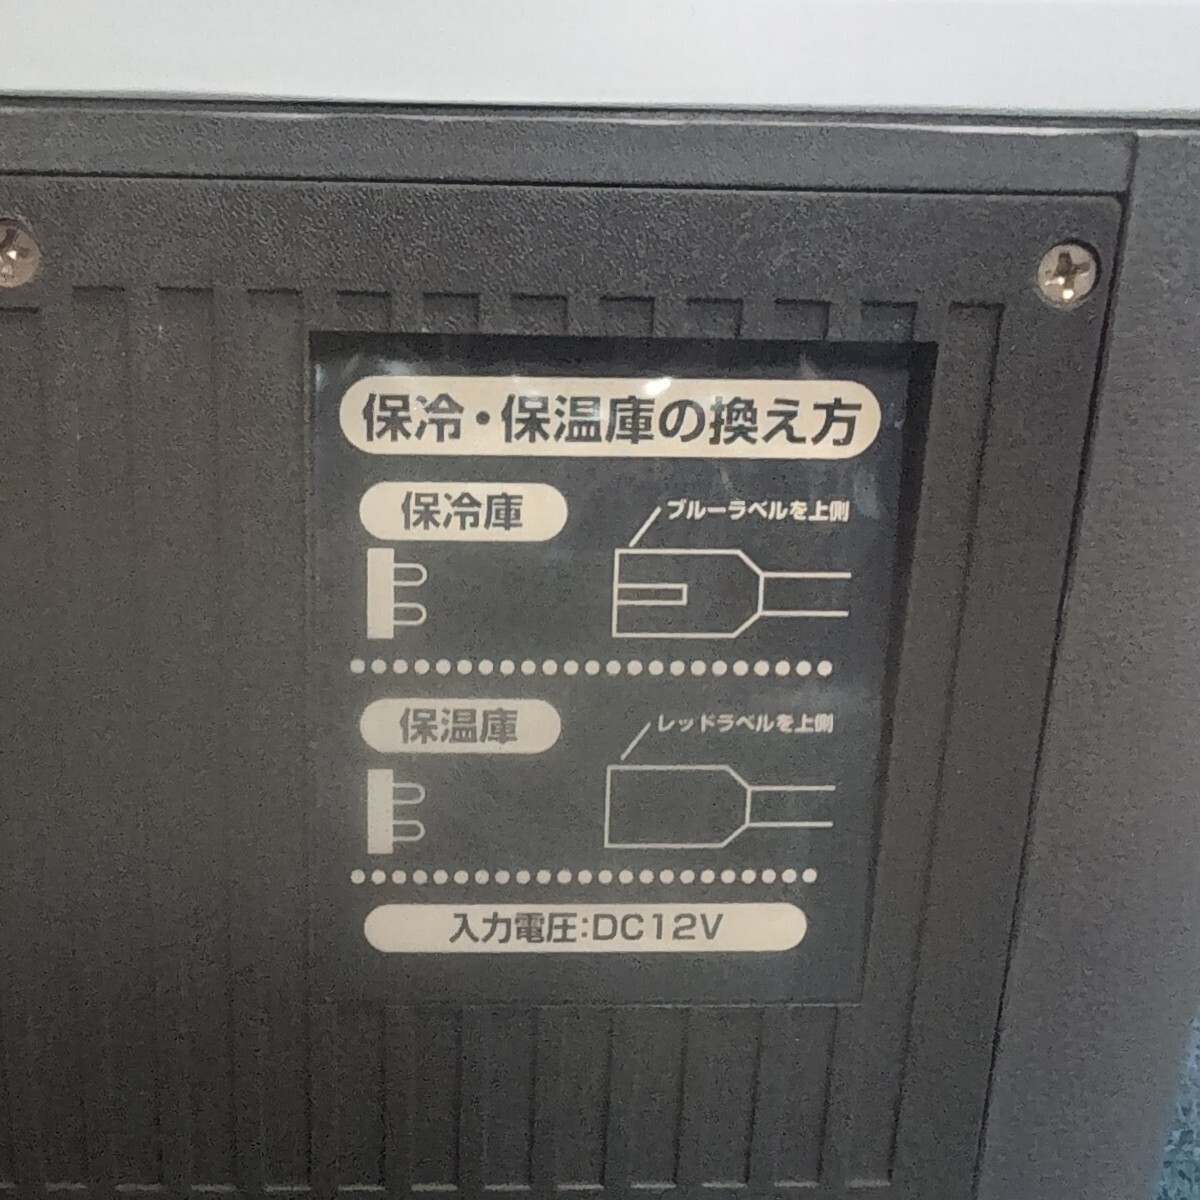 保冷・保温庫の換え方
保冷庫
ブルーラベルを上側
保温庫
レッドラベルを上側
入力電圧:DC12V